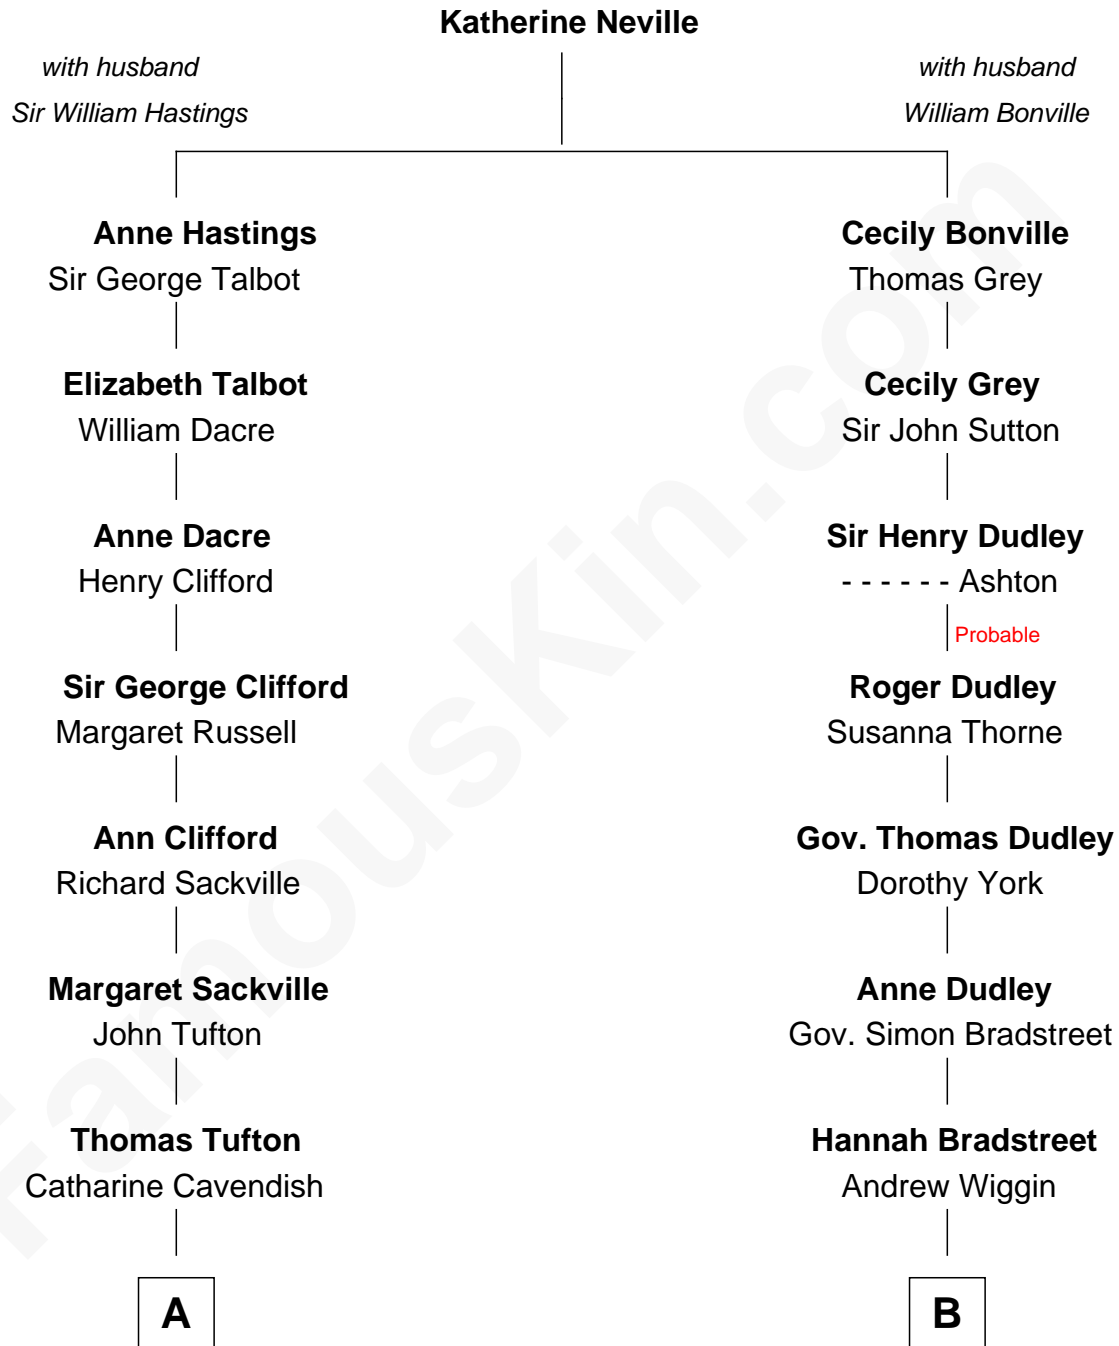 Katherine Neville
with husband
Sir William Hastings
with husband
William Bonville
Anne Hastings
Sir George Talbot
Cecily Bonville
Thomas Grey
Elizabeth Talbot
William Dacre
Cecily Grey
Sir John Sutton
Anne Dacre
Henry Clifford
Sir Henry Dudley
- - - - - - Ashton
Probable
Sir George Clifford
Margaret Russell
Roger Dudley
Susanna Thorne
Ann Clifford
Richard Sackville
Gov. Thomas Dudley
Dorothy York
Margaret Sackville
John Tufton
Anne Dudley
Gov. Simon Bradstreet
Thomas Tufton
Catharine Cavendish
Hannah Bradstreet
Andrew Wiggin
A
B
FamousKin.com